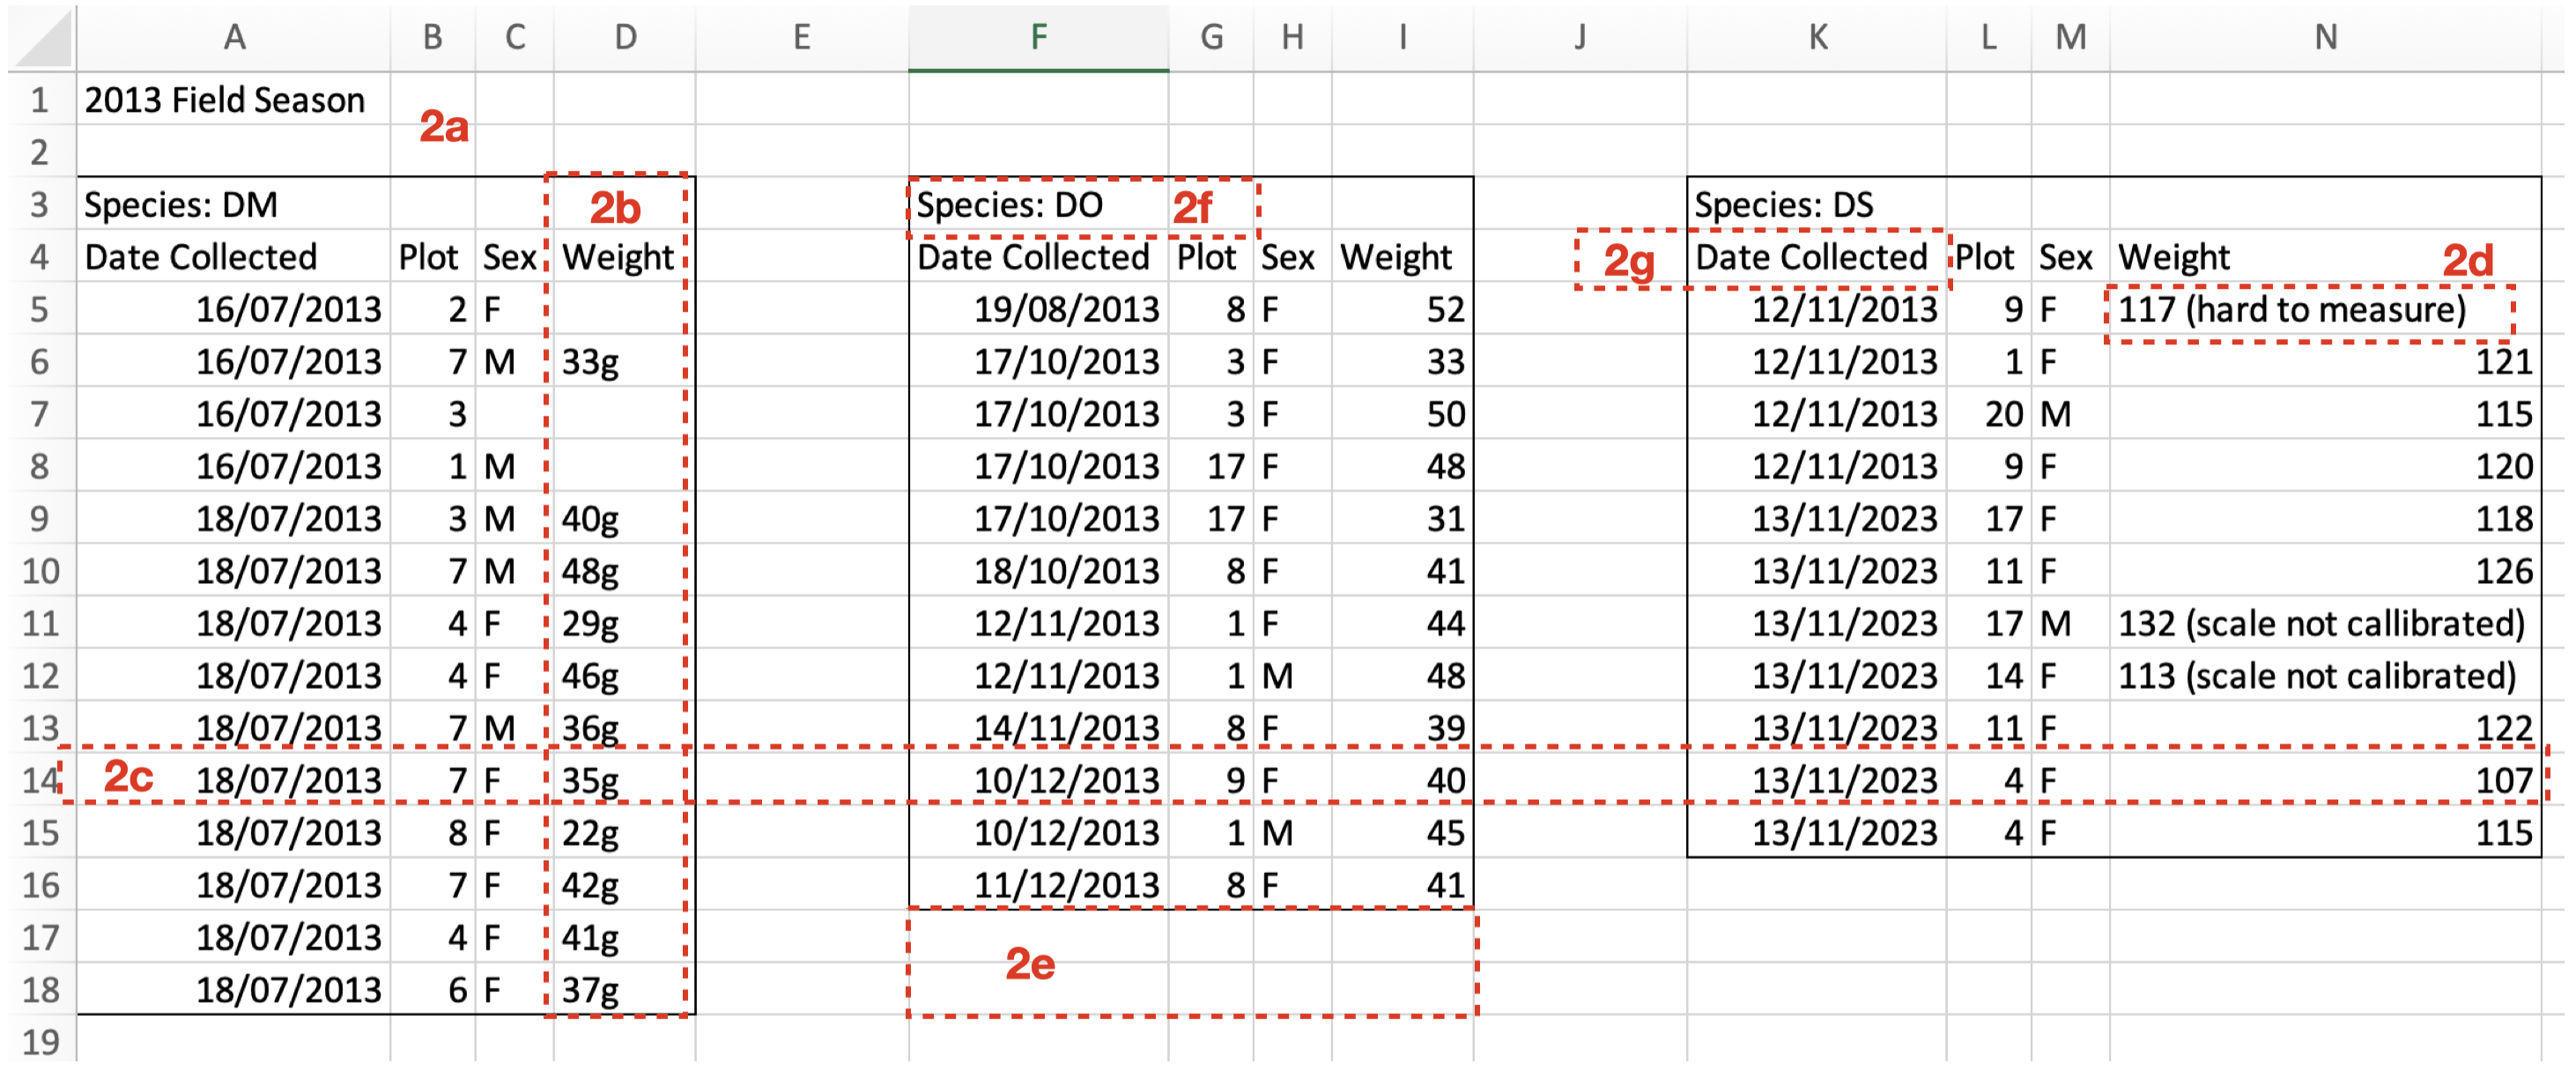 A B C D E F G H I J K L M N
1 2013 Field Season 2a
2
3 Species: DM 2b Species: DO 2f Species: DS
4 Date Collected Plot Sex Weight Date Collected Plot Sex Weight 2g Date Collected Plot Sex Weight 2d
5 16/07/2013 2 F 19/08/2013 8 F 52 12/11/2013 9 F 117 (hard to measure)
6 16/07/2013 7 M 33g 17/10/2013 3 F 33 12/11/2013 1 F 121
7 16/07/2013 3 17/10/2013 3 F 50 12/11/2013 20 M 115
8 16/07/2013 1 M 17/10/2013 17 F 48 12/11/2013 9 F 120
9 18/07/2013 3 M 40g 17/10/2013 17 F 31 13/11/2023 17 F 118
10 18/07/2013 7 M 48g 18/10/2013 8 F 41 13/11/2023 11 F 126
11 18/07/2013 4 F 29g 12/11/2013 1 F 44 13/11/2023 17 M 132 (scale not callibrated)
12 18/07/2013 4 F 46g 12/11/2013 1 M 48 13/11/2023 14 F 113 (scale not calibrated)
13 18/07/2013 7 M 36g 14/11/2013 8 F 39 13/11/2023 11 F 122
14 2c 18/07/2013 7 F 35g 10/12/2013 9 F 40 13/11/2023 4 F 107
15 18/07/2013 8 F 22g 10/12/2013 1 M 45 13/11/2023 4 F 115
16 18/07/2013 7 F 42g 11/12/2013 8 F 41
17 18/07/2013 4 F 41g 2e
18 18/07/2013 6 F 37g
19